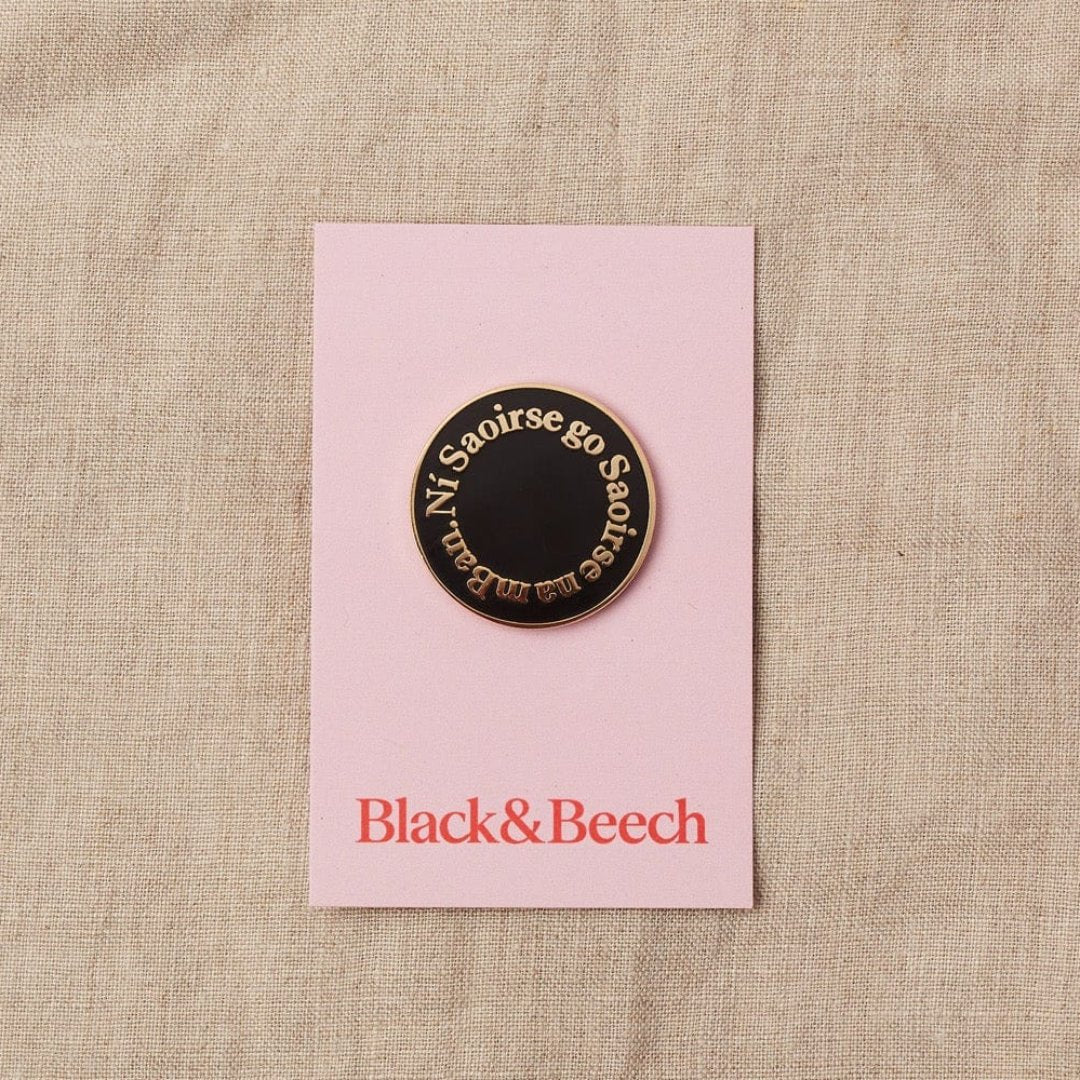 Ní Saoirse go Saoirse na mBan.
Black&Beech